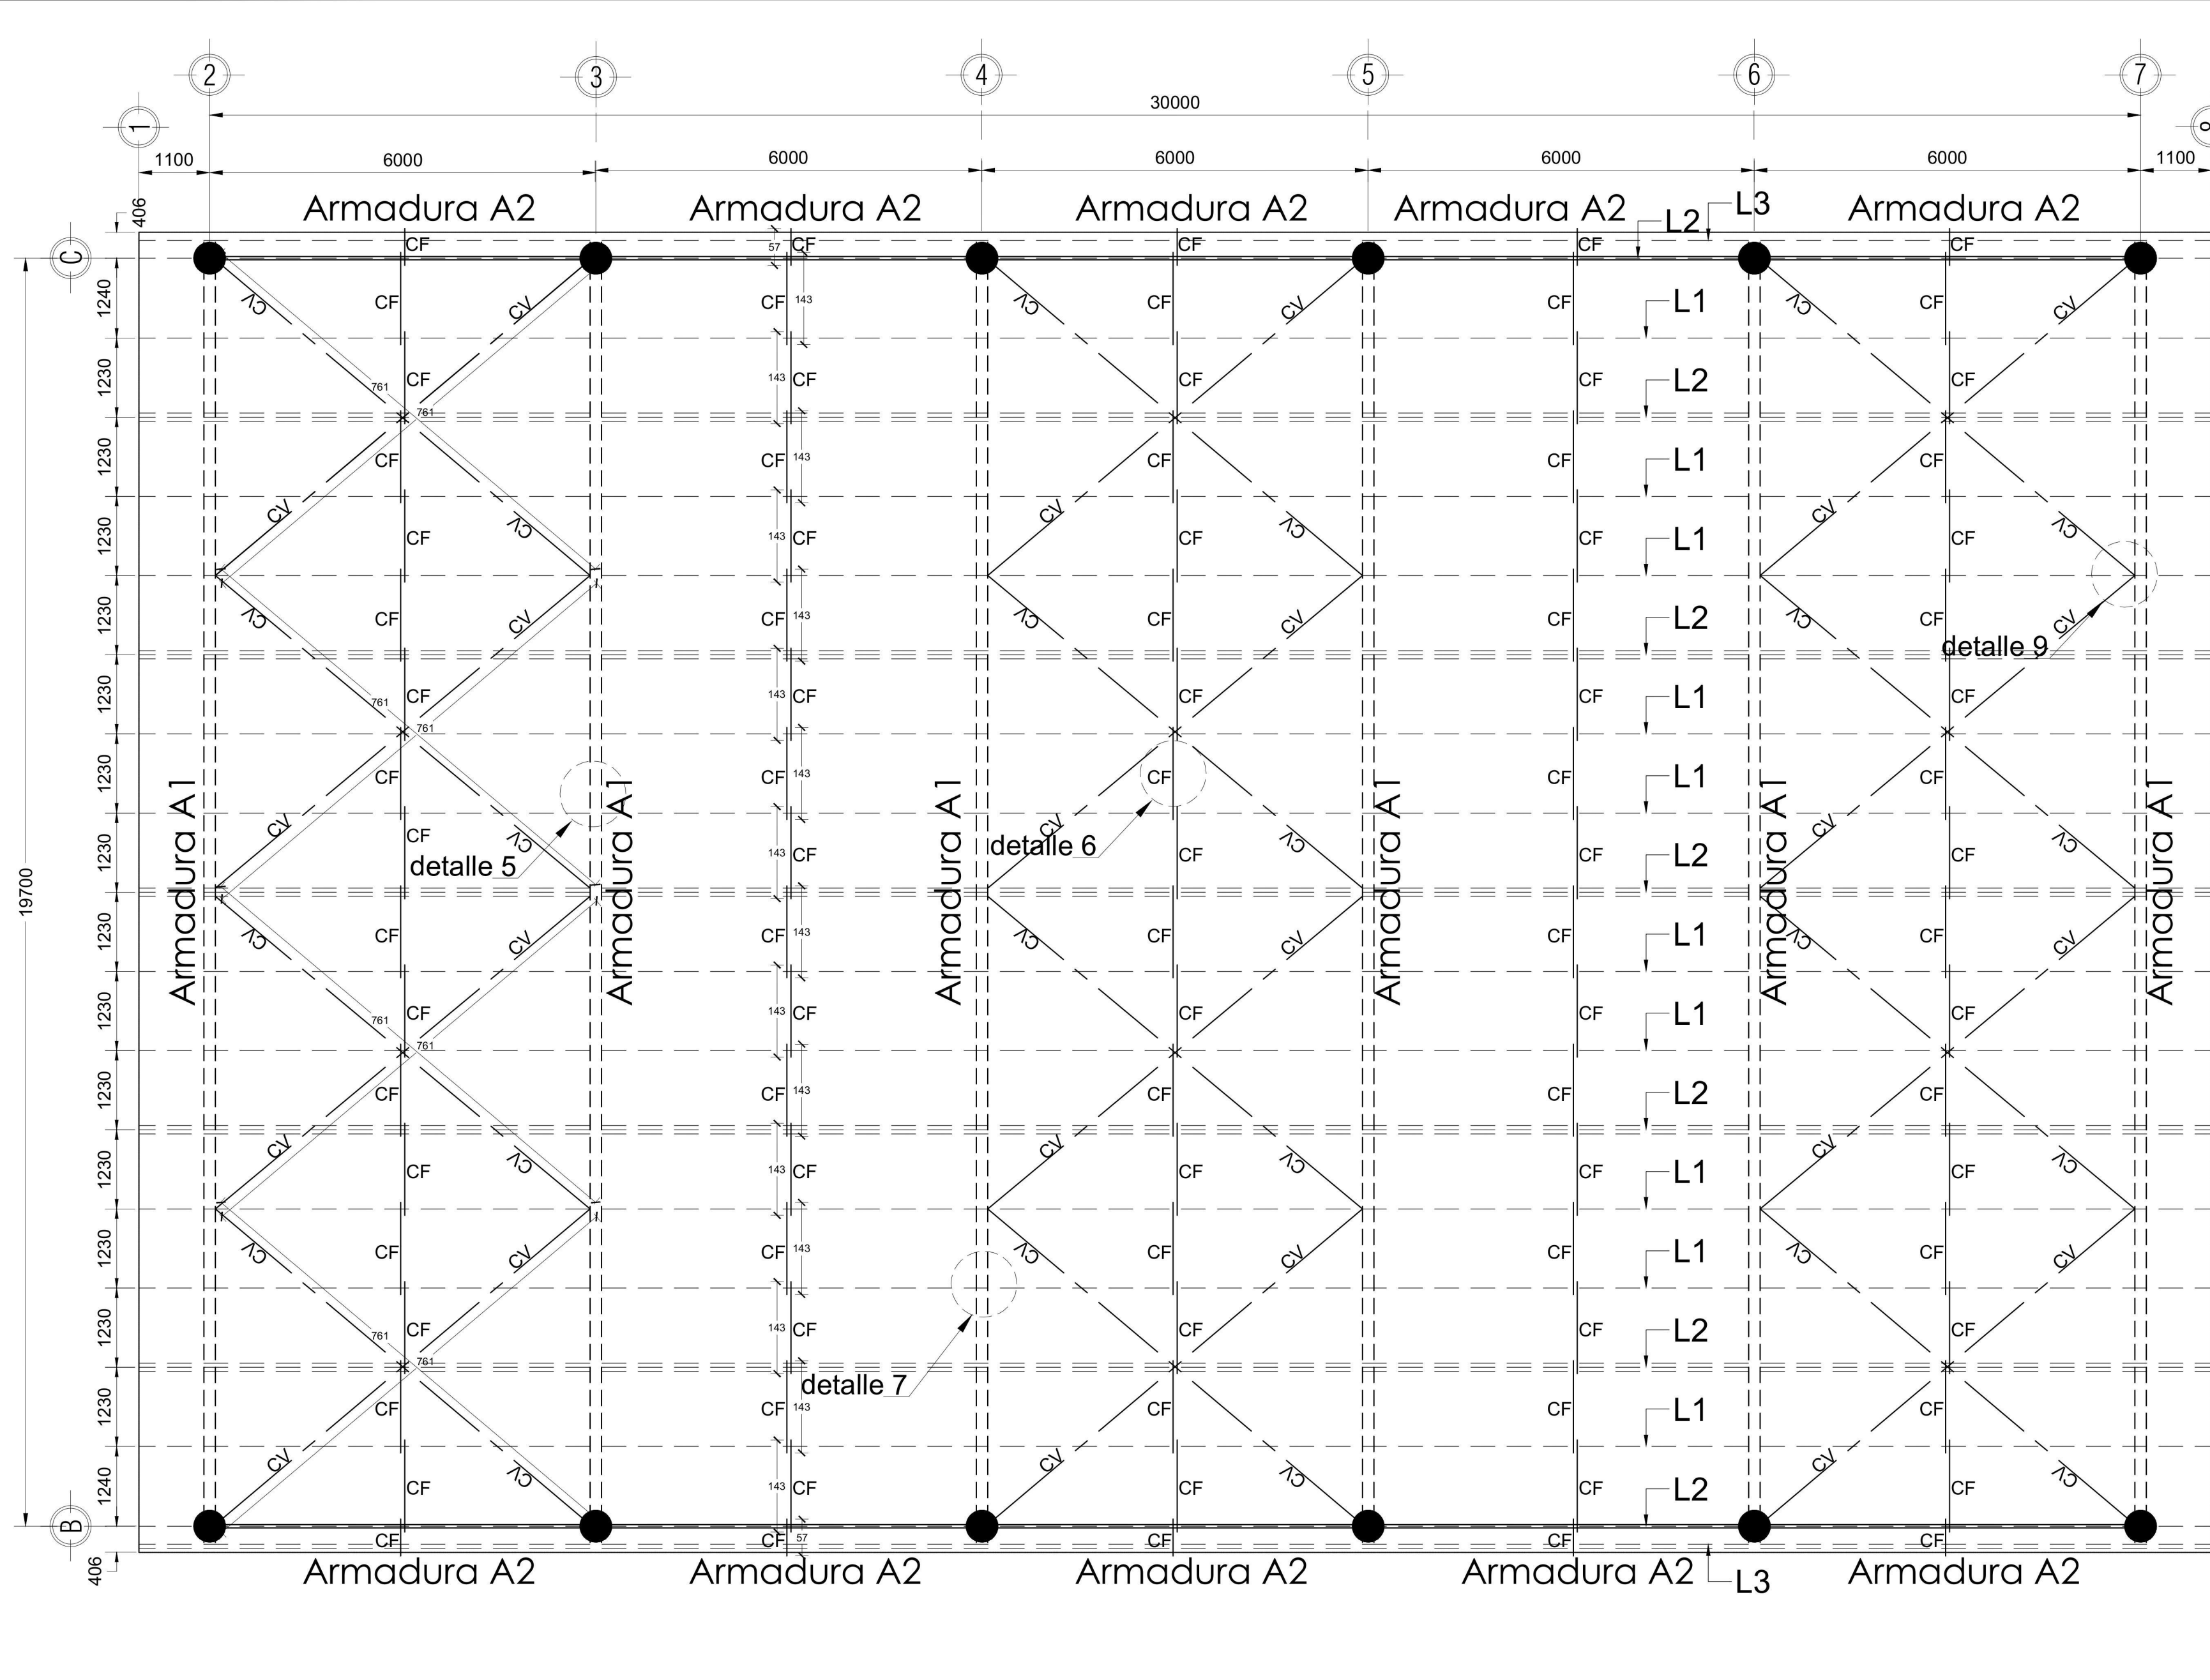 2 3 4 5 6 7
30000
1
1100 6000 6000 6000 6000 6000 1100
406 Armadura A2 Armadura A2 Armadura A2 Armadura A2 L2 L3 Armadura A2
C CF 57 CF CF CF CF
1240 CV CF CV CF 143 CV CF CV CF L1 CV CF CV
1230 761 CF 143 CF CF CF L2 CF
761
1230 CF CF 143 CF CF L1 CF
1230 CV CF CV 143 CF CV CF CV CF L1 CV CF CV
1230 CV CF CV CF 143 CV CF CV CF L2 CV CF CV
detalle 9
1230 761 CF 143 CF CF CF L1 CF
761
1230 CF CF 143 CF CF L1
1230 CV CF CV 143 CF CV CF CV CF L2 CV CF CV
detalle 5 detalle 6
19700 Armadura A1 Armadura A1 Armadura A1 Armadura A1 Armadura A1 Armadura A1
1230 CV CF CV CF 143 CV CF CV CF L1 CV CF CV
1230 761 CF 143 CF CF CF L1 CF
761
1230 CF CF 143 CF CF L2 CF
1230 CV CF CV 143 CF CV CF CV CF L1 CV CF CV
1230 CV CF CV CF 143 CV CF CV CF L1 CV CF CV
1230 761 CF 143 CF CF CF L2 CF
761
detalle 7
1230 CF CF 143 CF CF L1 CF
1240 CV CF CV 143 CF CV CF CV CF L2 CV CF CV
B CF CF 57 CF CF CF
406 Armadura A2 Armadura A2 Armadura A2 Armadura A2 L3 Armadura A2